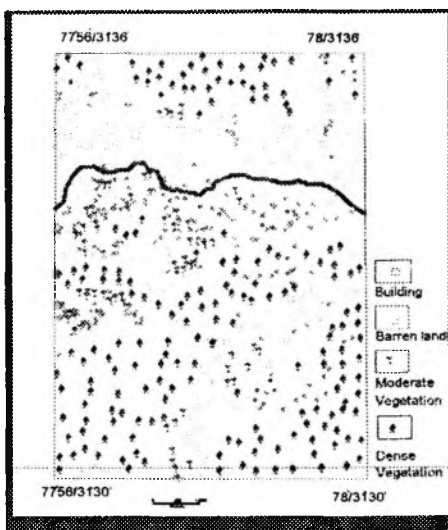 7756/3136 78/3136
Building
Barren land
Moderate
Vegetation
Dense
Vegetation
7756/3130 78/3130